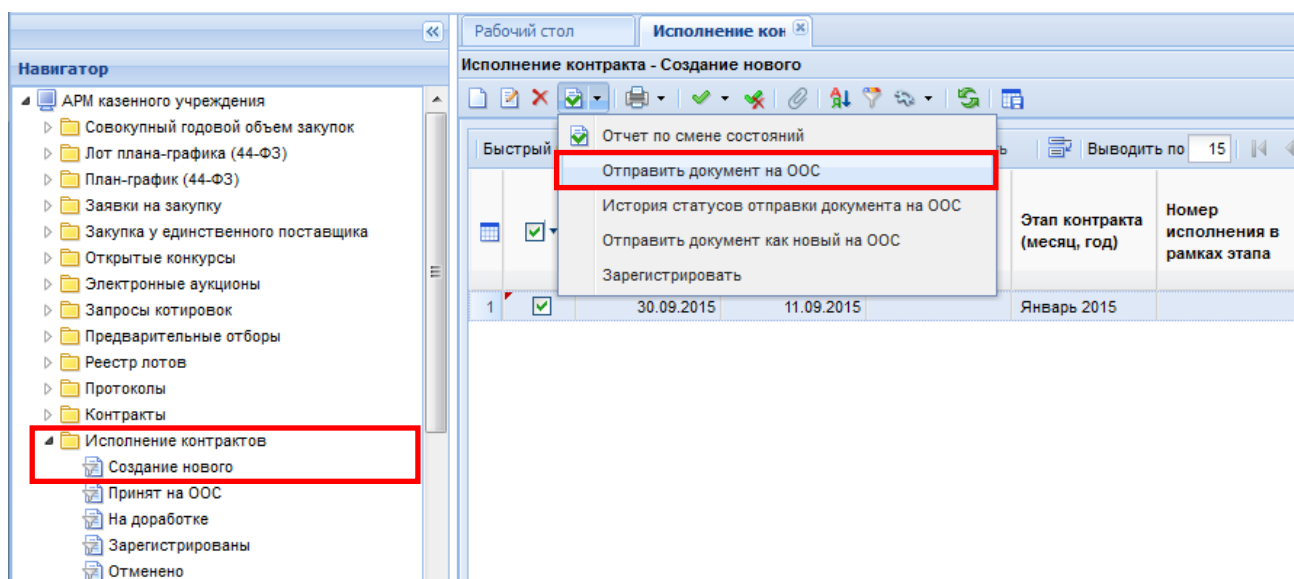 Рабочий стол
Исполнение кон
Навигатор
Исполнение контракта - Создание нового
АРМ казенного учреждения
Совокупный годовой объем закупок
Лот плана-графика (44-ФЗ)
План-график (44-ФЗ)
Заявки на закупку
Закупка у единственного поставщика
Открытые конкурсы
Электронные аукционы
Запросы котировок
Предварительные отборы
Реестр лотов
Протоколы
Контракты
Исполнение контрактов
Создание нового
Принят на ООС
На доработке
Зарегистрированы
Отменено
Быстрый
Отчет по смене состояний
Отправить документ на ООС
История статусов отправки документа на ООС
Отправить документ как новый на ООС
Зарегистрировать
ь
Выводить по 15
Этап контракта
(месяц, год)
Номер
исполнения в
рамках этапа
1 30.09.2015 11.09.2015 Январь 2015